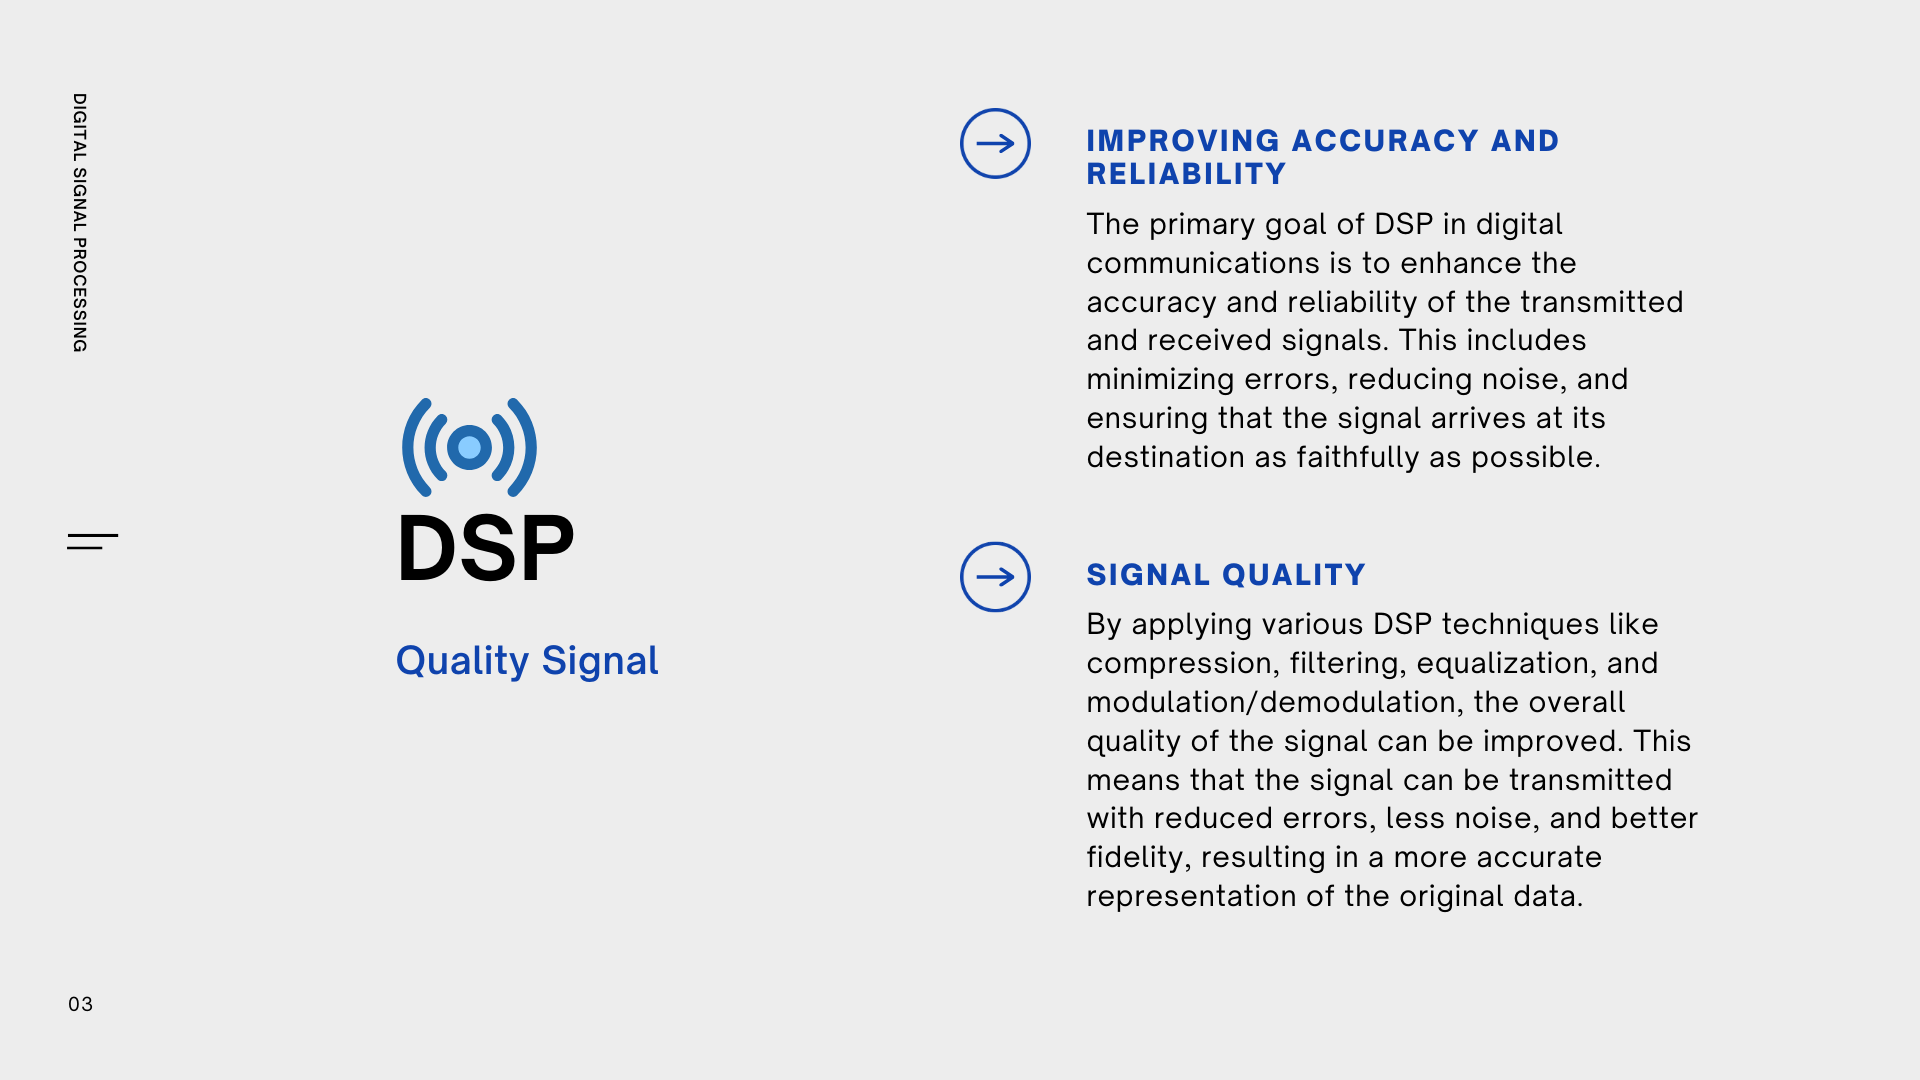 DIGITAL SIGNAL PROCESSING
DSP
Quality Signal
IMPROVING ACCURACY AND
RELIABILITY
The primary goal of DSP in digital
communications is to enhance the
accuracy and reliability of the transmitted
and received signals. This includes
minimizing errors, reducing noise, and
ensuring that the signal arrives at its
destination as faithfully as possible.
SIGNAL QUALITY
By applying various DSP techniques like
compression, filtering, equalization, and
modulation/demodulation, the overall
quality of the signal can be improved. This
means that the signal can be transmitted
with reduced errors, less noise, and better
fidelity, resulting in a more accurate
representation of the original data.
03